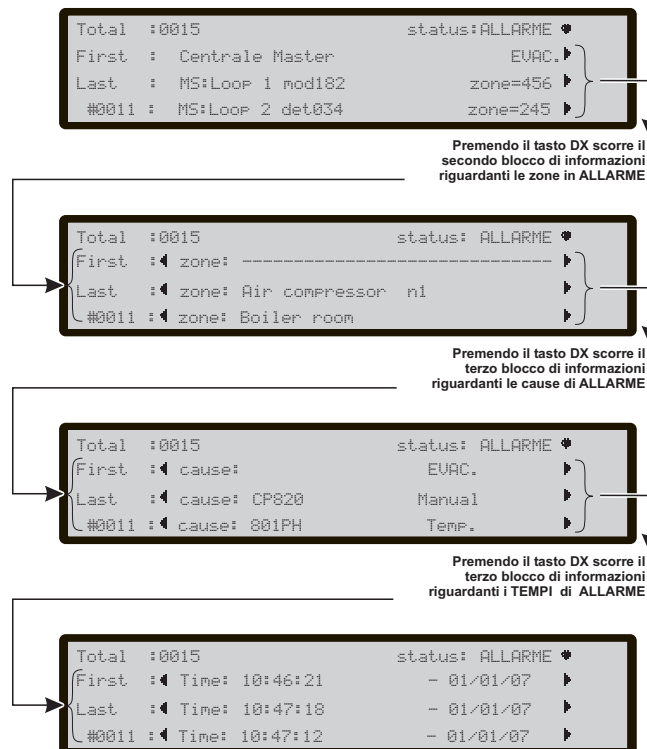 Total :0015 status:ALLARME
First : Centrale Master EVAC.
Last : MS:Loop 1 mod182 zone=456
#0011 : MS:Loop 2 det034 zone=245
Premendo il tasto DX scorre il
secondo blocco di informazioni
riguardanti le zone in ALLARME
Total :0015 status: ALLARME
First : zone: --------------------------------
Last : zone: Air compressor n1
#0011 : zone: Boiler room
Premendo il tasto DX scorre il
terzo blocco di informazioni
riguardanti le cause di ALLARME
Total :0015 status: ALLARME
First : cause: EVAC.
Last : cause: CP820 Manual
#0011 : cause: 801PH Temp.
Premendo il tasto DX scorre il
terzo blocco di informazioni
riguardanti i TEMPI di ALLARME
Total :0015 status: ALLARME
First : Time: 10:46:21 - 01/01/07
Last : Time: 10:47:18 - 01/01/07
#0011 : Time: 10:47:12 - 01/01/07